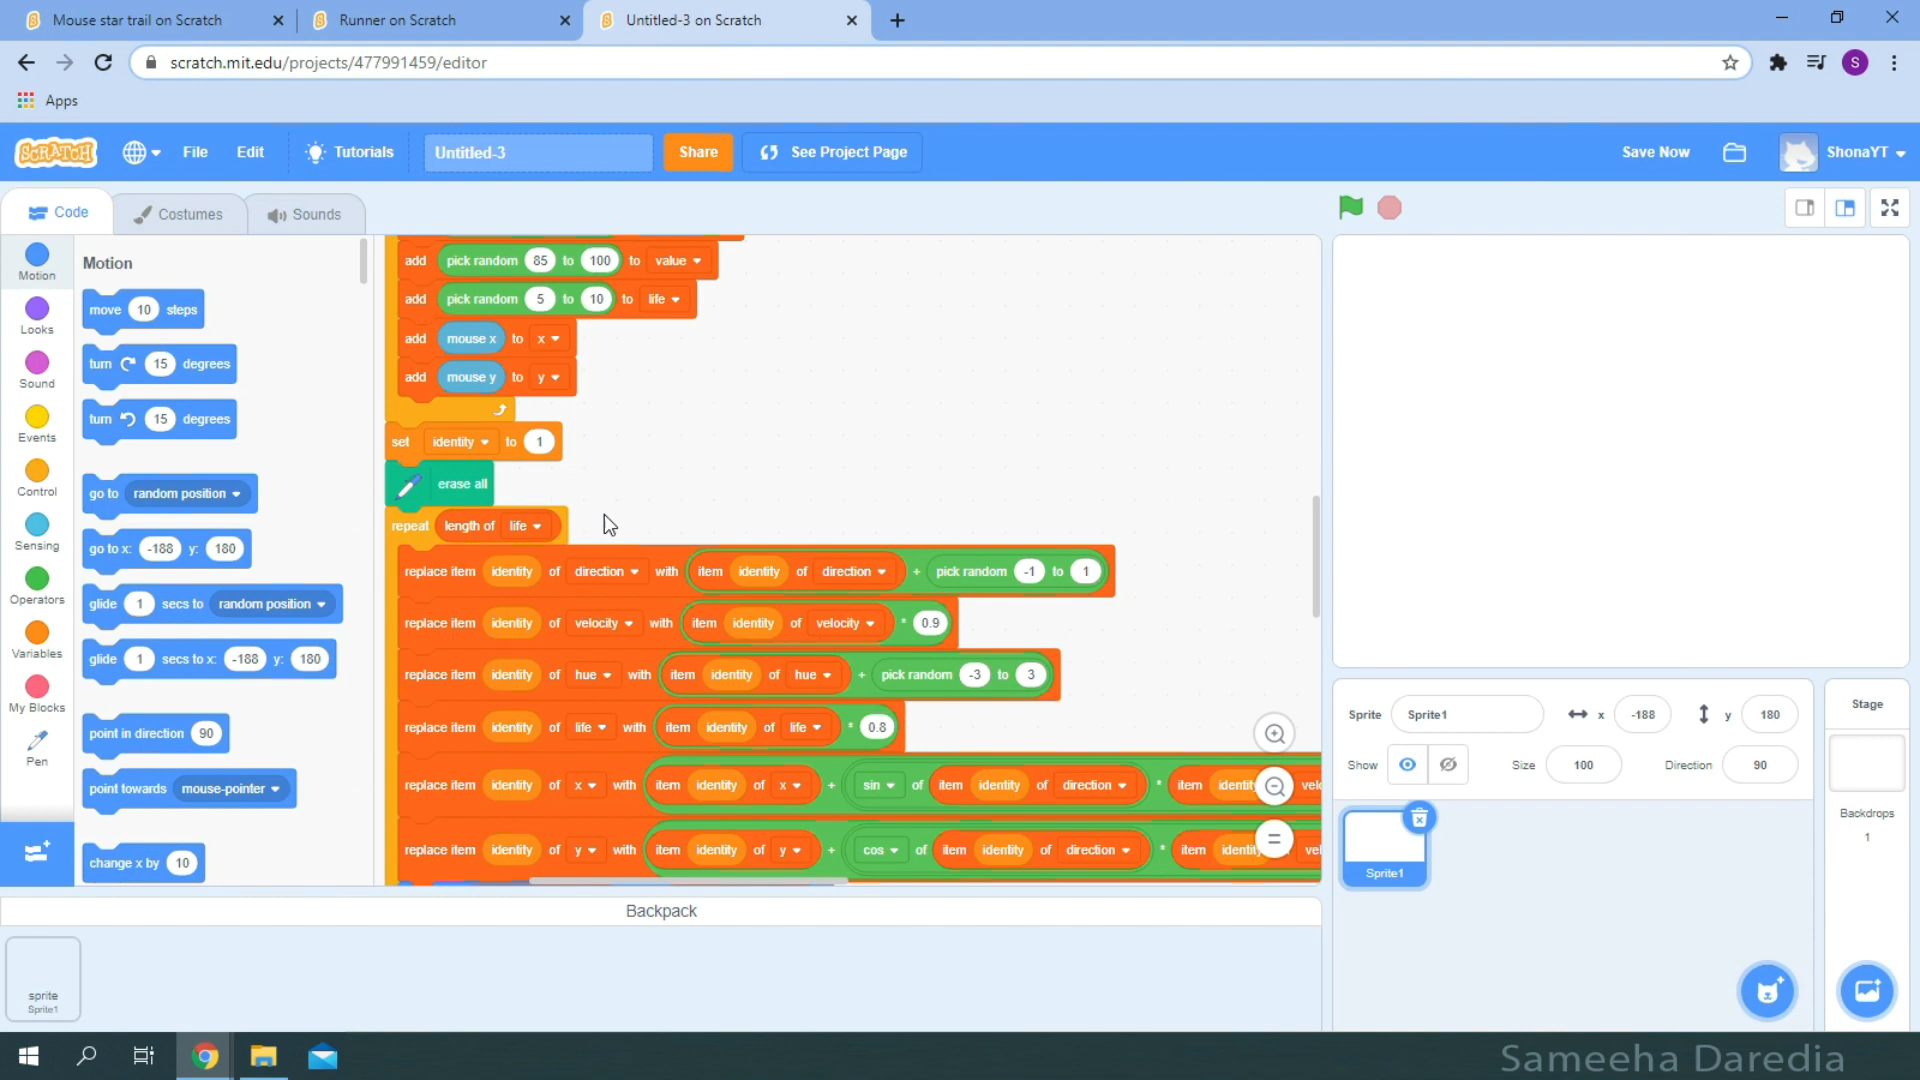 Mouse star trail on Scratch
Runner on Scratch
Untitled-3 on Scratch
scratch.mit.edu/projects/477991459/editor
S
Apps
SCRATCH
File
Edit
Tutorials
Untitled-3
Share
See Project Page
Save Now
ShonaYT
Code
Costumes
Sounds
Motion
Looks
Sound
Events
Control
Sensing
Operators
Variables
My Blocks
Pen
Motion
move 10 steps
turn 15 degrees
turn 15 degrees
go to random position
go to x: -188 y: 180
glide 1 secs to random position
glide 1 secs to x: -188 y: 180
point in direction 90
point towards mouse-pointer
change x by 10
add pick random 85 to 100 to value
add pick random 5 to 10 to life
add mouse x to x
add mouse y to y
set identity to 1
erase all
repeat length of life
replace item identity of direction with item identity of direction + pick random -1 to 1
replace item identity of velocity with item identity of velocity * 0.9
replace item identity of hue with item identity of hue + pick random -3 to 3
replace item identity of life with item identity of life * 0.8
replace item identity of x with item identity of x + sin of item identity of direction * item
replace item identity of y with item identity of y + cos of item identity of direction * item
Sprite Sprite1 x -188 y 180
Show Size 100 Direction 90
Sprite1
Stage
Backdrops
1
Backpack
sprite
Sprite1
Sameeha Daredia